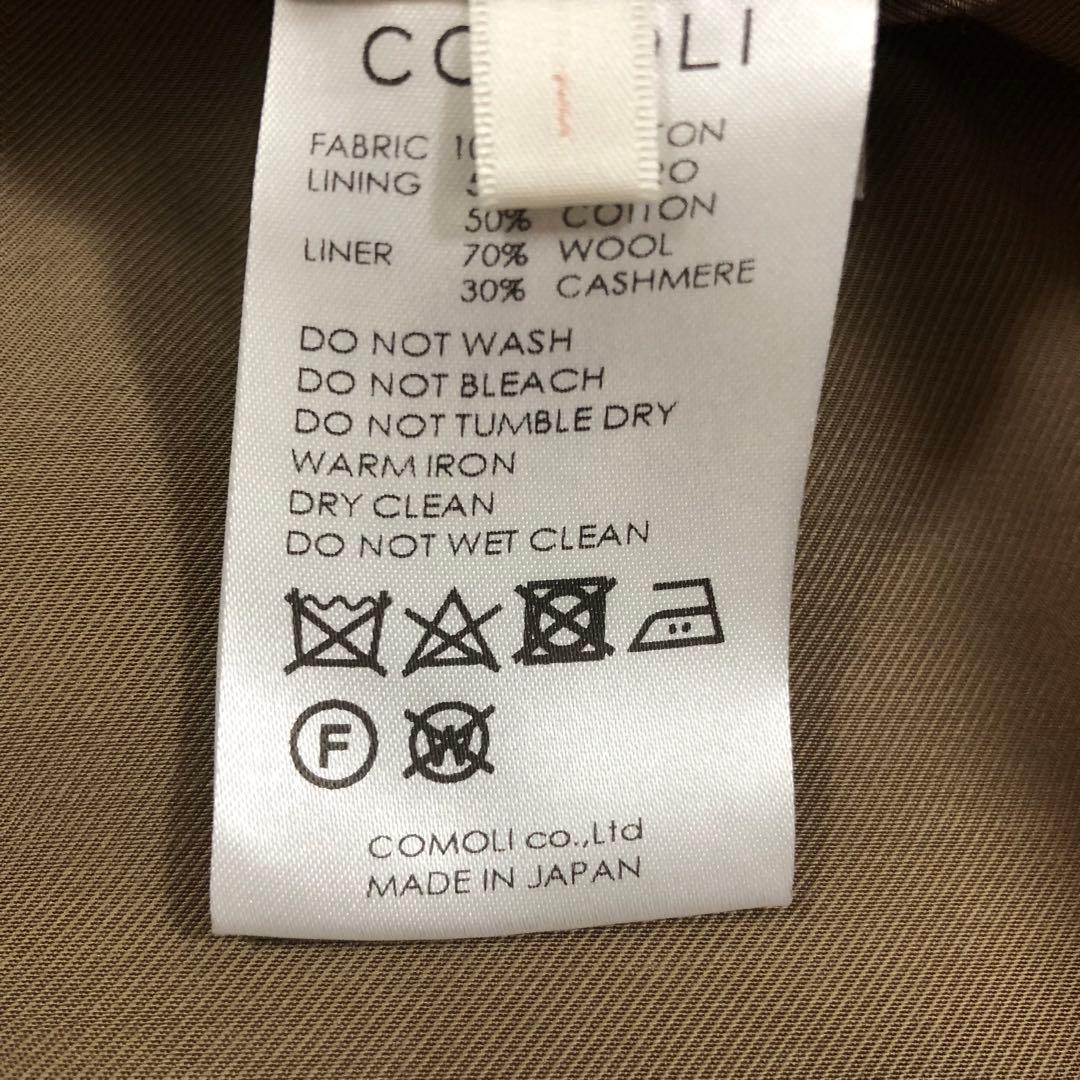 FABRIC
LINING
50% COTTON
LINER 70% WOOL
30% CASHMERE
DO NOT WASH
DO NOT BLEACH
DO NOT TUMBLE DRY
WARM IRON
DRY CLEAN
DO NOT WET CLEAN
F W
COMOLI co.,Ltd
MADE IN JAPAN